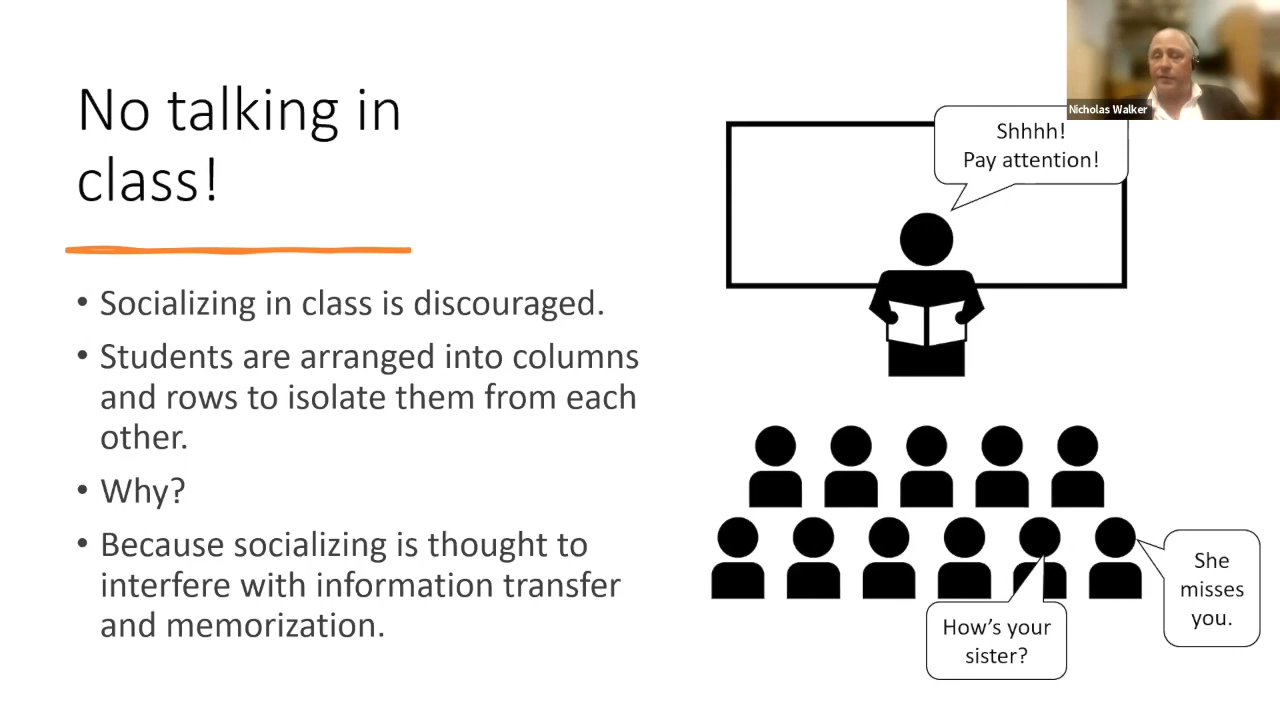 No talking in
class!
• Socializing in class is discouraged.
• Students are arranged into columns
and rows to isolate them from each
other.
• Why?
• Because socializing is thought to
interfere with information transfer
and memorization.
Nicholas Walker
Shhhh!
Pay attention!
She
misses
you.
How's your
sister?